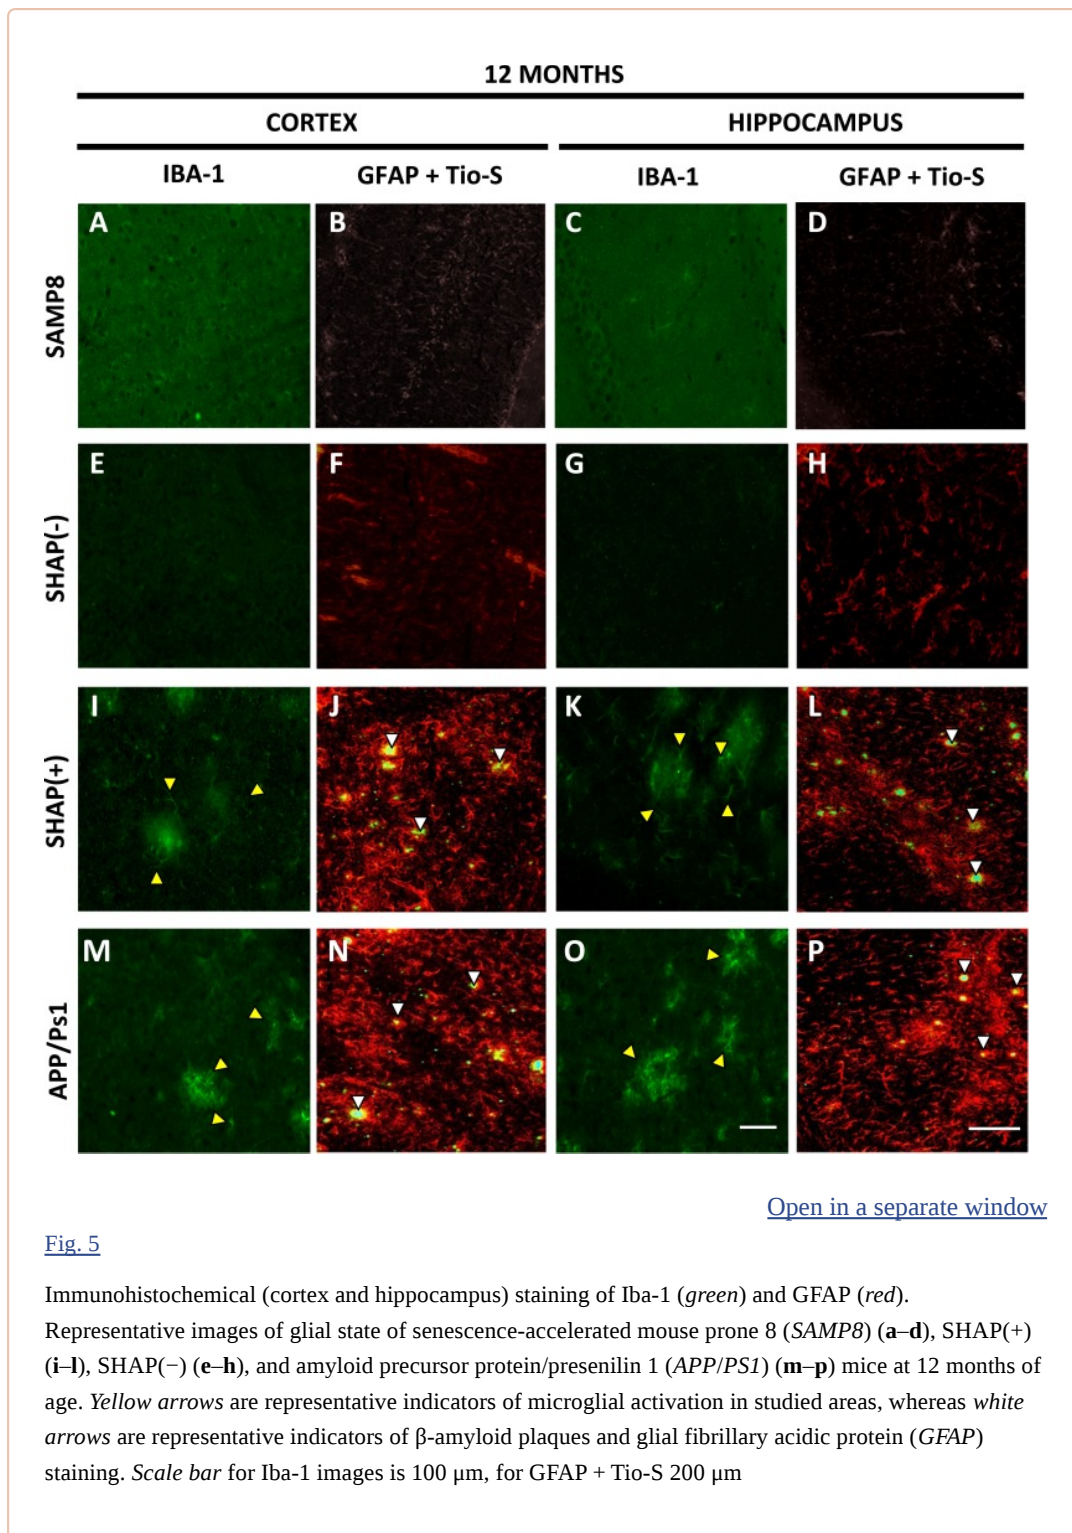 12 MONTHS
CORTEX
HIPPOCAMPUS
IBA-1
GFAP + Tio-S
IBA-1
GFAP + Tio-S
SAMP8
A
B
C
D
SHAP(-)
E
F
G
H
SHAP(+)
I
J
K
L
APP/Ps1
M
N
O
P
Open in a separate window
Fig. 5
Immunohistochemical (cortex and hippocampus) staining of Iba-1 (green) and GFAP (red).
Representative images of glial state of senescence-accelerated mouse prone 8 (SAMP8) (a–d), SHAP(+)
(i–l), SHAP(−) (e–h), and amyloid precursor protein/presenilin 1 (APP/PS1) (m–p) mice at 12 months of
age. Yellow arrows are representative indicators of microglial activation in studied areas, whereas white
arrows are representative indicators of β-amyloid plaques and glial fibrillary acidic protein (GFAP)
staining. Scale bar for Iba-1 images is 100 μm, for GFAP + Tio-S 200 μm